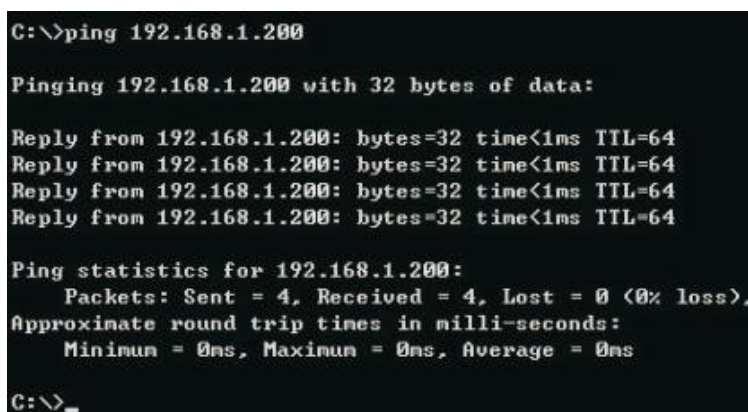 C:\>ping 192.168.1.200
Pinging 192.168.1.200 with 32 bytes of data:
Reply from 192.168.1.200: bytes=32 time<1ms TTL=64
Reply from 192.168.1.200: bytes=32 time<1ms TTL=64
Reply from 192.168.1.200: bytes=32 time<1ms TTL=64
Reply from 192.168.1.200: bytes=32 time<1ms TTL=64
Ping statistics for 192.168.1.200:
Packets: Sent = 4, Received = 4, Lost = 0 (0% loss),
Approximate round trip times in milli-seconds:
Minimum = 0ms, Maximum = 0ms, Average = 0ms
C:\>_